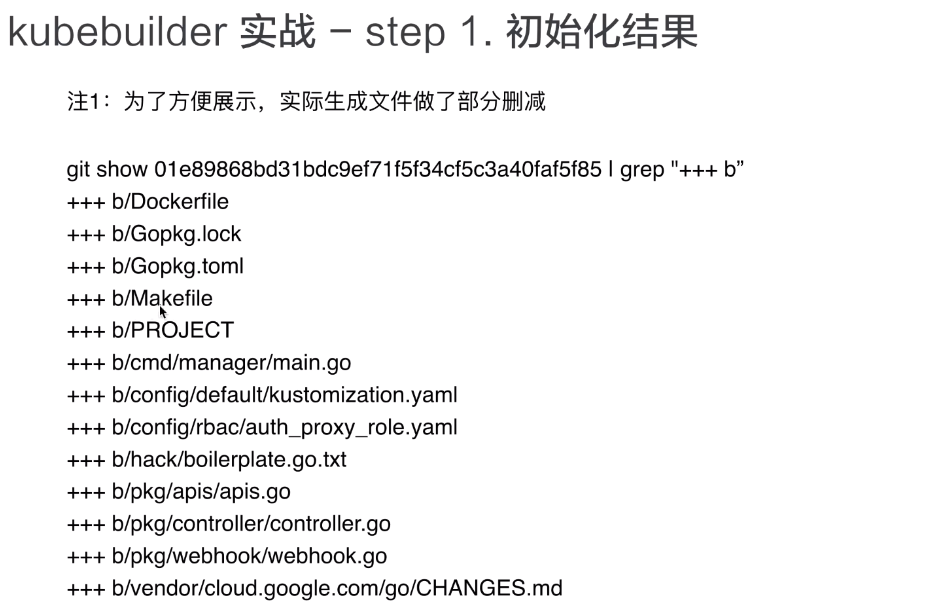 kubebuilder 实战 – step 1. 初始化结果
注1：为了方便展示，实际生成文件做了部分删减
git show 01e89868bd31bdc9ef71f5f34cf5c3a40faf5f85 | grep "+++ b”
+++ b/Dockerfile
+++ b/Gopkg.lock
+++ b/Gopkg.toml
+++ b/Makefile
+++ b/PROJECT
+++ b/cmd/manager/main.go
+++ b/config/default/kustomization.yaml
+++ b/config/rbac/auth_proxy_role.yaml
+++ b/hack/boilerplate.go.txt
+++ b/pkg/apis/apis.go
+++ b/pkg/controller/controller.go
+++ b/pkg/webhook/webhook.go
+++ b/vendor/cloud.google.com/go/CHANGES.md